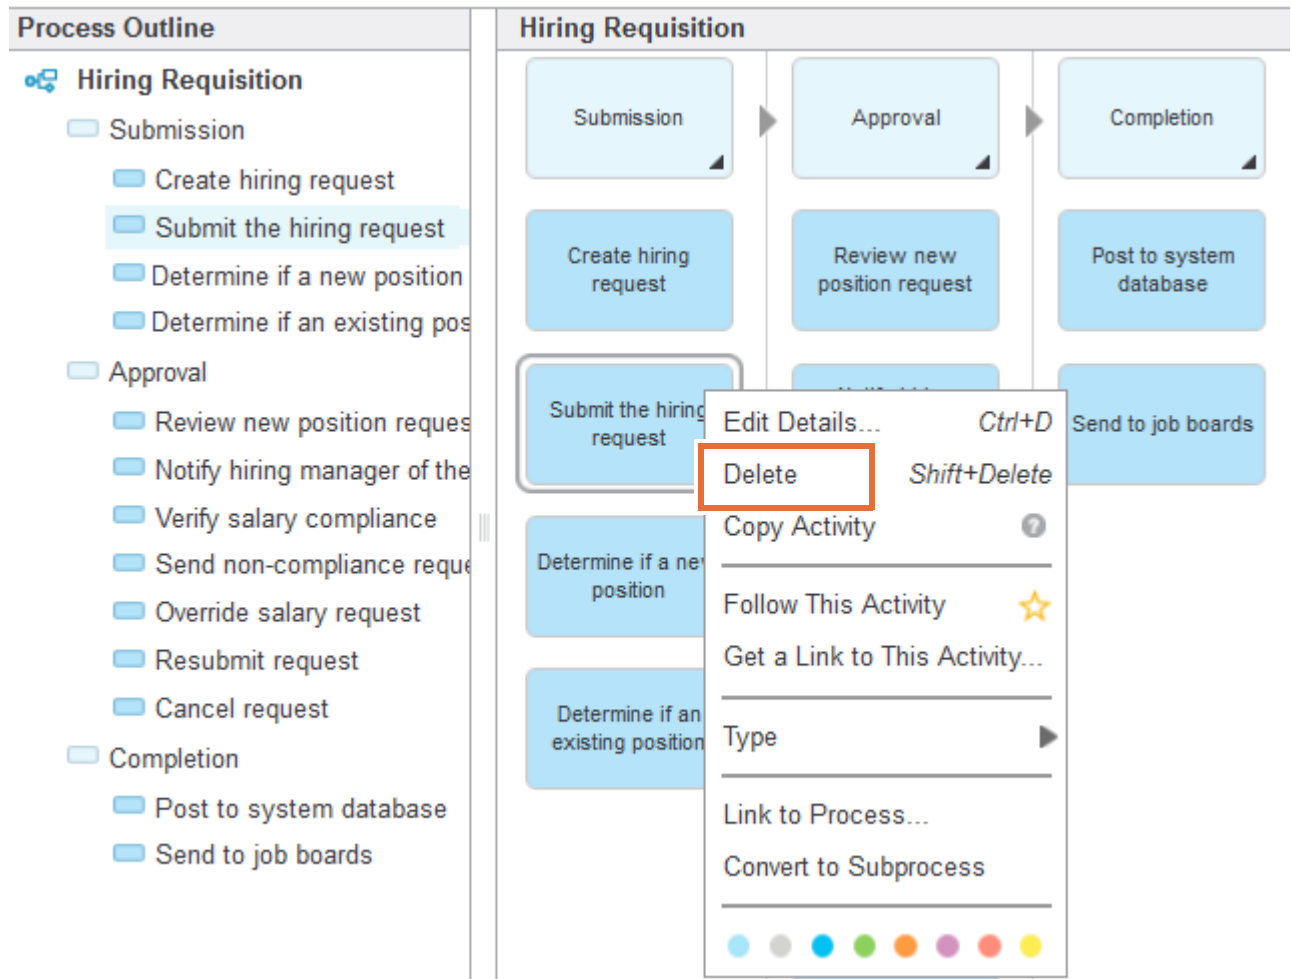 Process Outline
Hiring Requisition
Submission
Create hiring request
Submit the hiring request
Determine if a new position
Determine if an existing pos
Approval
Review new position reques
Notify hiring manager of the
Verify salary compliance
Send non-compliance reque
Override salary request
Resubmit request
Cancel request
Completion
Post to system database
Send to job boards
Hiring Requisition
Submission
Approval
Completion
Create hiring
request
Review new
position request
Post to system
database
Submit the hiring
request
Send to job boards
Determine if a new
position
Determine if an
existing position
Edit Details... Ctrl+D
Delete Shift+Delete
Copy Activity ?
Follow This Activity
Get a Link to This Activity...
Type
Link to Process...
Convert to Subprocess